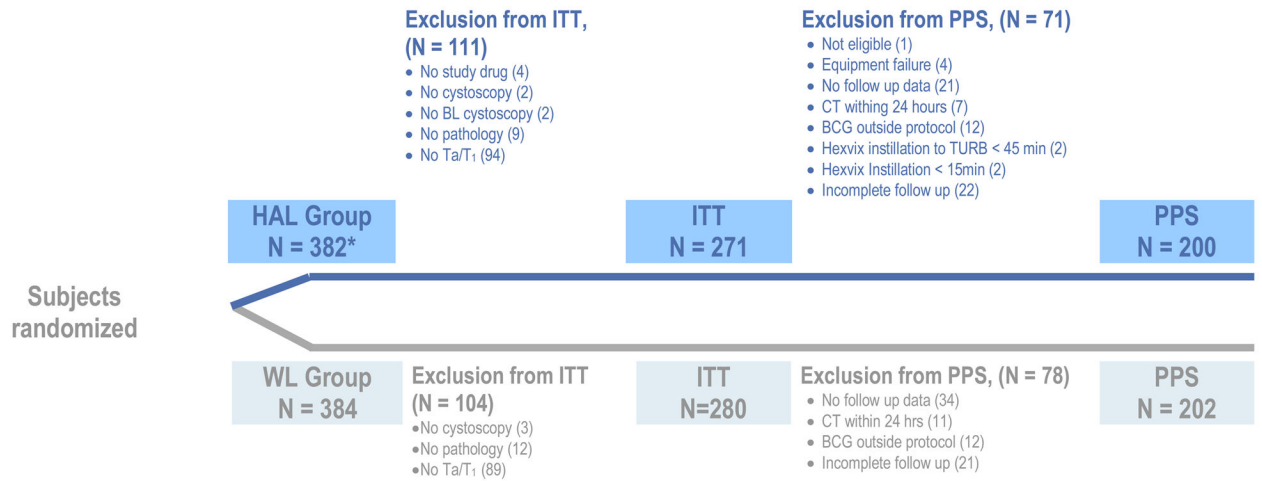 Exclusion from ITT,
(N = 111)
• No study drug (4)
• No cystoscopy (2)
• No BL cystoscopy (2)
• No pathology (9)
• No Ta/T₁ (94)
Exclusion from PPS, (N = 71)
• Not eligible (1)
• Equipment failure (4)
• No follow up data (21)
• CT withing 24 hours (7)
• BCG outside protocol (12)
• Hexvix instillation to TURB < 45 min (2)
• Hexvix Instillation < 15min (2)
• Incomplete follow up (22)
HAL Group
N = 382*
ITT
N = 271
PPS
N = 200
Subjects
randomized
WL Group
N = 384
Exclusion from ITT
(N = 104)
•No cystoscopy (3)
•No pathology (12)
•No Ta/T₁ (89)
ITT
N=280
Exclusion from PPS, (N = 78)
• No follow up data (34)
• CT within 24 hrs (11)
• BCG outside protocol (12)
• Incomplete follow up (21)
PPS
N = 202